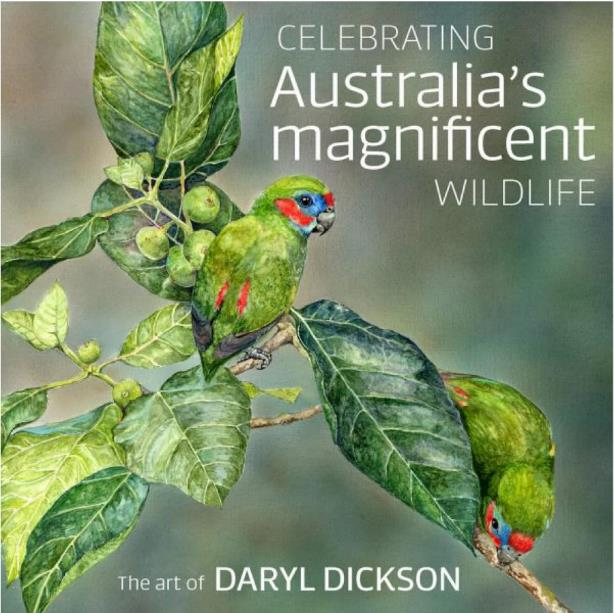 CELEBRATING
Australia's
magnificent
WILDLIFE
The art of DARYL DICKSON